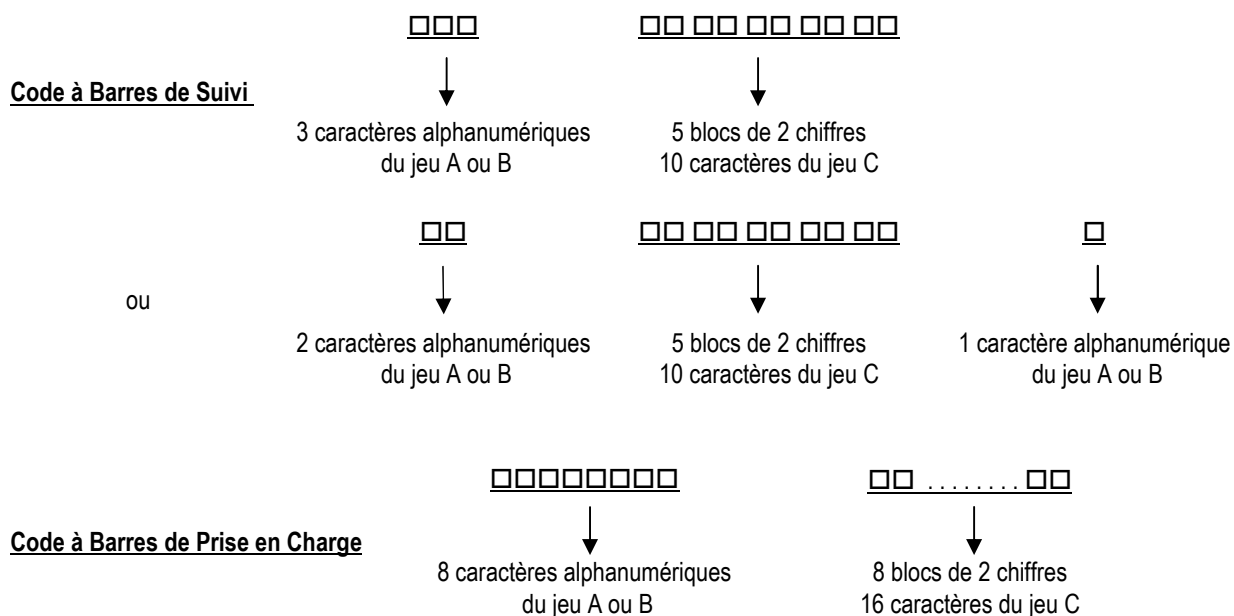 □□□ □□ □□ □□ □□ □□
Code à Barres de Suivi
3 caractères alphanumériques 5 blocs de 2 chiffres
du jeu A ou B 10 caractères du jeu C
□□ □□ □□ □□ □□ □□ □
ou
2 caractères alphanumériques 5 blocs de 2 chiffres 1 caractère alphanumérique
du jeu A ou B 10 caractères du jeu C du jeu A ou B
□□□□□□□□ □□ ........ □□
Code à Barres de Prise en Charge
8 caractères alphanumériques 8 blocs de 2 chiffres
du jeu A ou B 16 caractères du jeu C